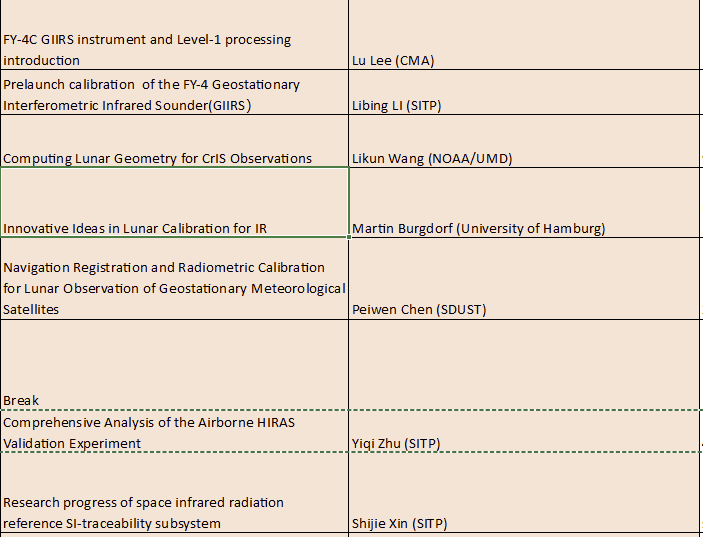 FY-4C GIIRS instrument and Level-1 processing
introduction
Lu Lee (CMA)
Prelaunch calibration of the FY-4 Geostationary
Interferometric Infrared Sounder(GIIRS)
Libing LI (SITP)
Computing Lunar Geometry for CrIS Observations
Likun Wang (NOAA/UMD)
Innovative Ideas in Lunar Calibration for IR
Martin Burgdorf (University of Hamburg)
Navigation Registration and Radiometric Calibration
for Lunar Observation of Geostationary Meteorological
Satellites
Peiwen Chen (SDUST)
Break
Comprehensive Analysis of the Airborne HIRAS
Validation Experiment
Yiqi Zhu (SITP)
Research progress of space infrared radiation
reference SI-traceability subsystem
Shijie Xin (SITP)